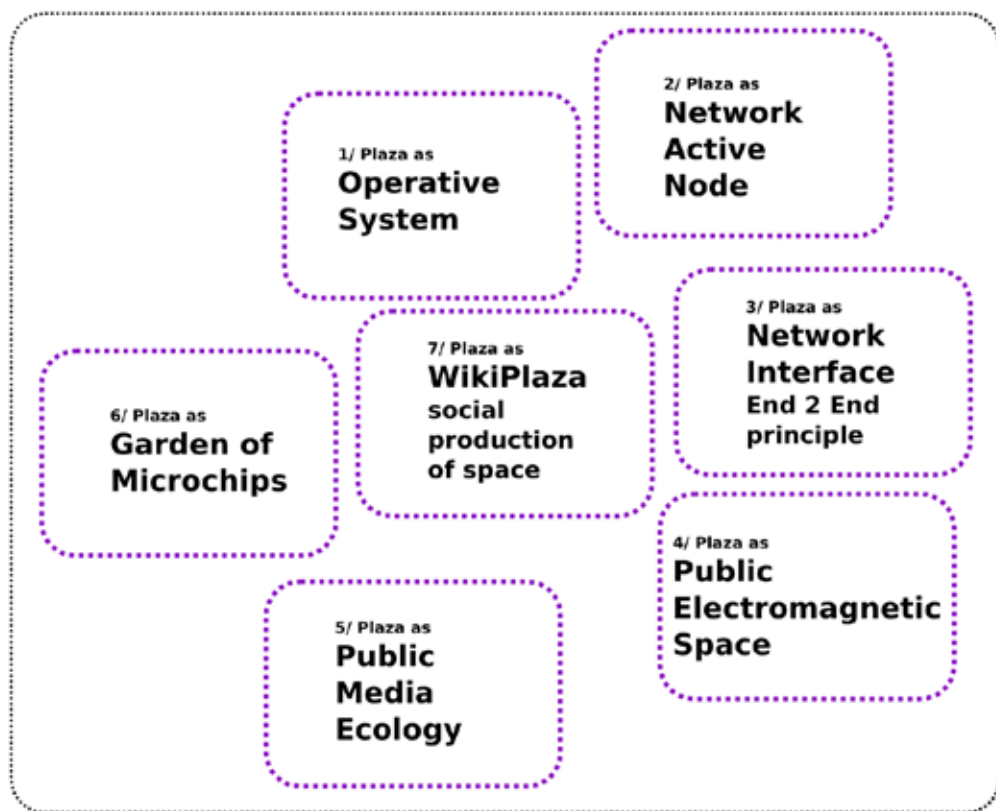 1/ Plaza as
Operative
System
2/ Plaza as
Network
Active
Node
3/ Plaza as
Network
Interface
End 2 End
principle
4/ Plaza as
Public
Electromagnetic
Space
5/ Plaza as
Public
Media
Ecology
6/ Plaza as
Garden of
Microchips
7/ Plaza as
WikiPlaza
social
production
of space